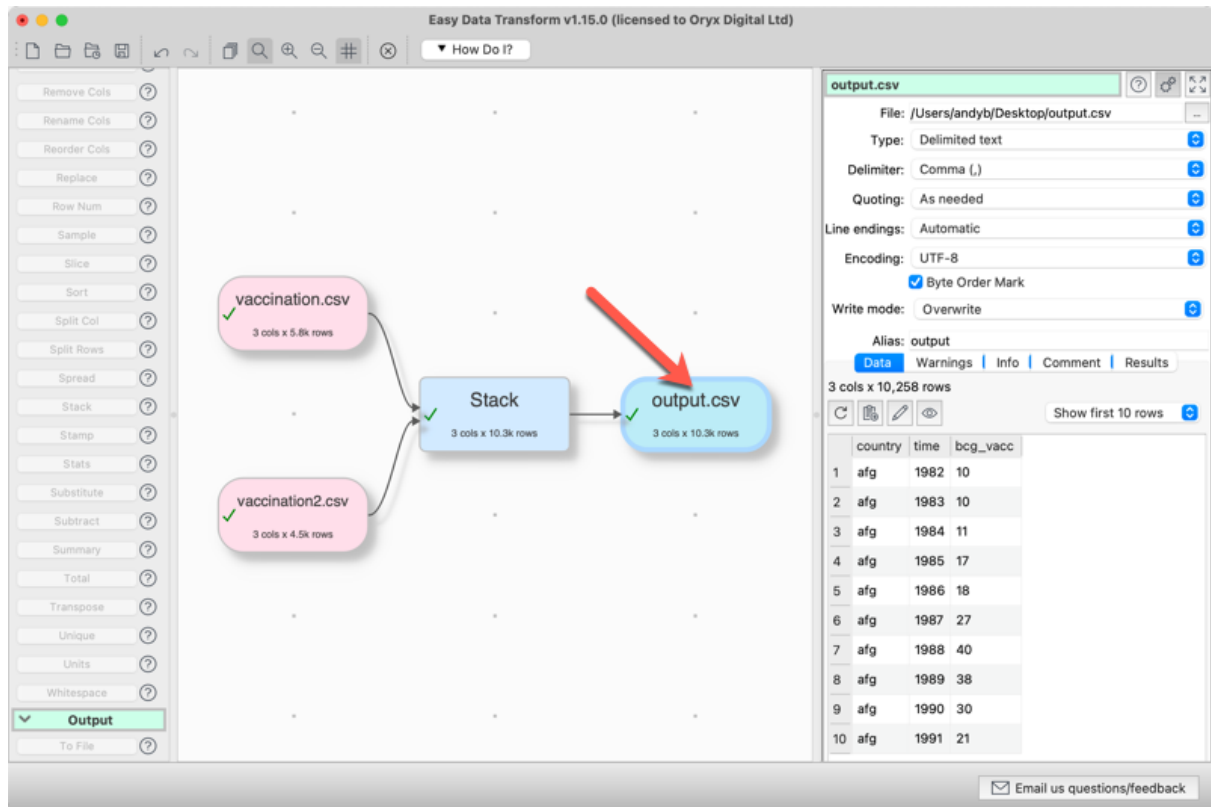 Easy Data Transform v1.15.0 (licensed to Oryx Digital Ltd)
▼ How Do I?
Remove Cols
Rename Cols
Reorder Cols
Replace
Row Num
Sample
Slice
Sort
Split Col
Split Rows
Spread
Stack
Stamp
Stats
Substitute
Subtract
Summary
Total
Transpose
Unique
Units
Whitespace
Output
To File
vaccination.csv
3 cols x 5.8k rows
vaccination2.csv
3 cols x 4.5k rows
Stack
3 cols x 10.3k rows
output.csv
3 cols x 10.3k rows
output.csv
File: /Users/andyb/Desktop/output.csv ...
Type: Delimited text
Delimiter: Comma (,)
Quoting: As needed
Line endings: Automatic
Encoding: UTF-8
Byte Order Mark
Write mode: Overwrite
Alias: output
Data Warnings Info Comment Results
3 cols x 10,258 rows
Show first 10 rows
country time bcg_vacc
1 afg 1982 10
2 afg 1983 10
3 afg 1984 11
4 afg 1985 17
5 afg 1986 18
6 afg 1987 27
7 afg 1988 40
8 afg 1989 38
9 afg 1990 30
10 afg 1991 21
Email us questions/feedback